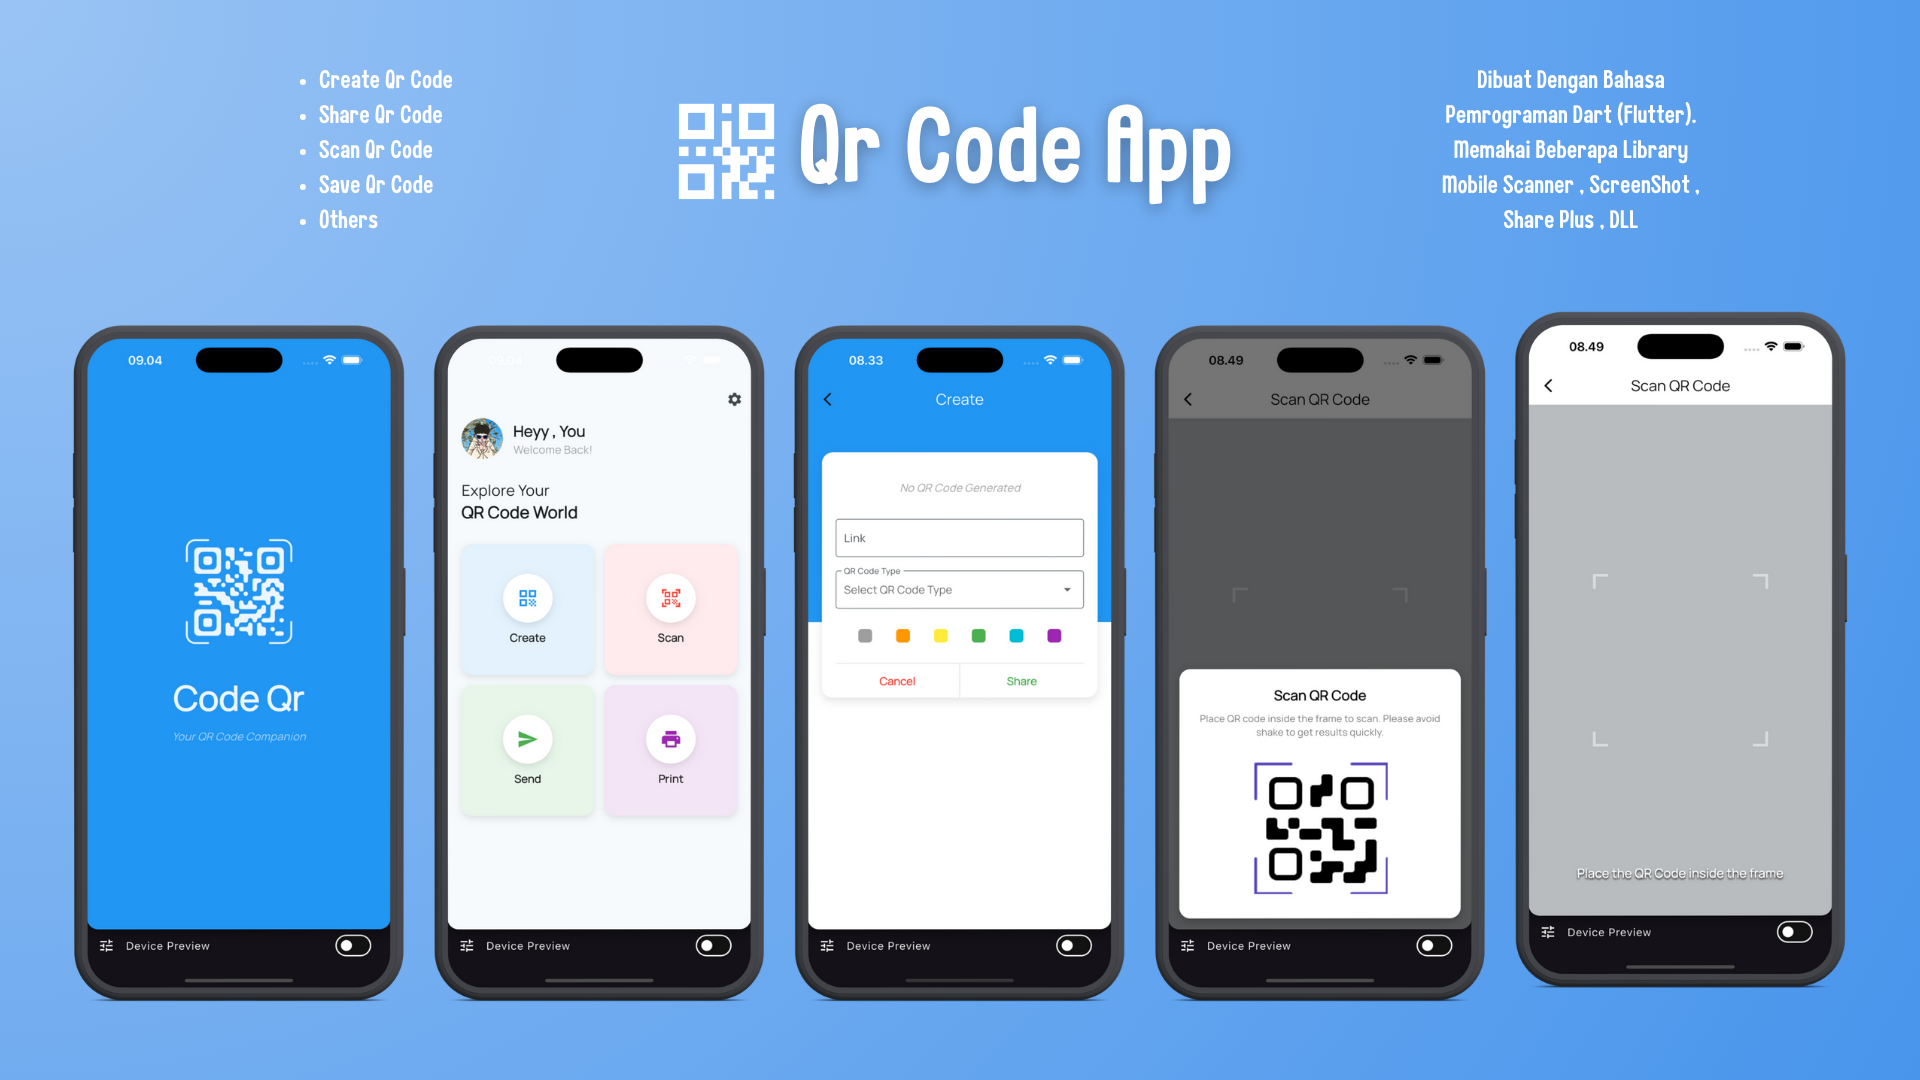 Create Qr Code
Share Qr Code
Scan Qr Code
Save Qr Code
Others
Qr Code App
Dibuat Dengan Bahasa
Pemrograman Dart (Flutter).
Memakai Beberapa Library
Mobile Scanner , ScreenShot ,
Share Plus , DLL
09.04
Code Qr
Your QR Code Companion
Device Preview
Heyy , You
Welcome Back!
Explore Your
QR Code World
Create
Scan
Send
Print
Device Preview
08.33
Create
No QR Code Generated
Link
QR Code Type
Select QR Code Type
Cancel
Share
Device Preview
08.49
Scan QR Code
Scan QR Code
Place QR code inside the frame to scan. Please avoid
shake to get results quickly.
Device Preview
08.49
Scan QR Code
Place the QR Code inside the frame
Device Preview